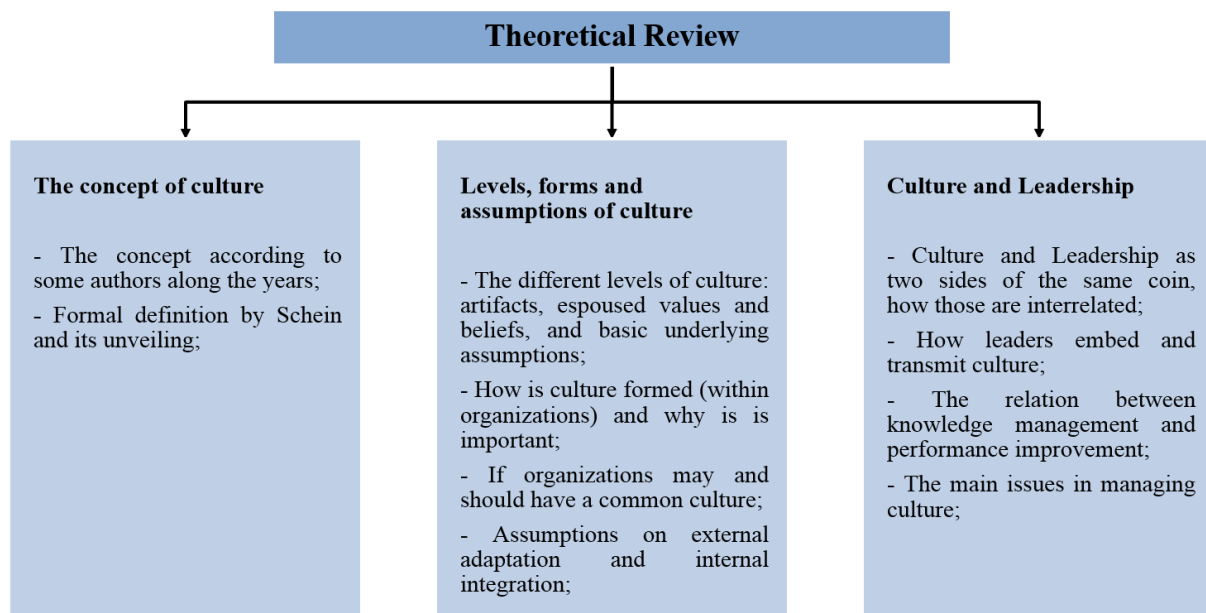 Theoretical Review
The concept of culture
- The concept according to
some authors along the years;
- Formal definition by Schein
and its unveiling;
Levels, forms and
assumptions of culture
- The different levels of culture:
artifacts, espoused values and
beliefs, and basic underlying
assumptions;
- How is culture formed (within
organizations) and why is is
important;
- If organizations may and
should have a common culture;
- Assumptions on external
adaptation and internal
integration;
Culture and Leadership
- Culture and Leadership as
two sides of the same coin,
how those are interrelated;
- How leaders embed and
transmit culture;
- The relation between
knowledge management and
performance improvement;
- The main issues in managing
culture;